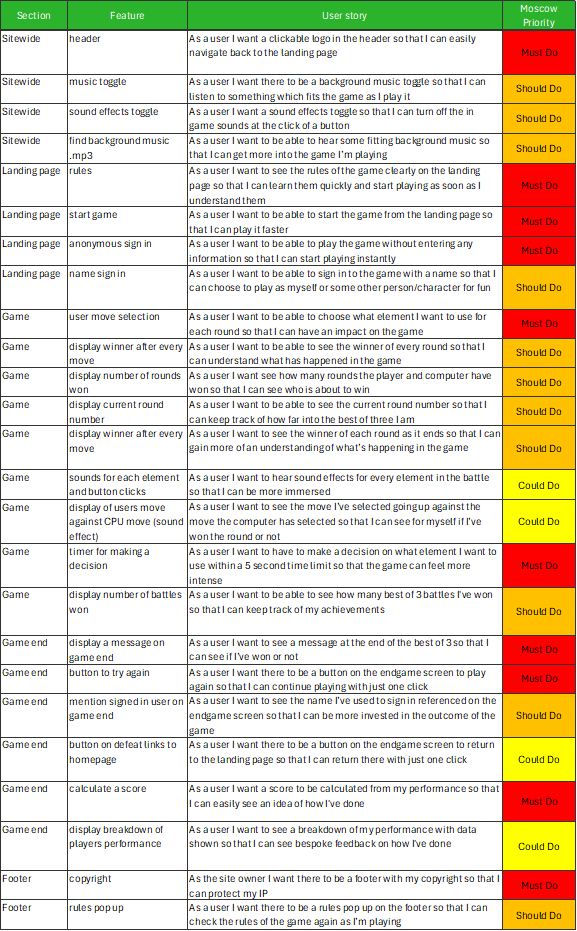 Section Feature User story Moscow Priority
Sitewide header As a user I want a clickable logo in the header so that I can easily
navigate back to the landing page Must Do
Sitewide music toggle As a user I want there to be a background music toggle so that I can
listen to something which fits the game as I play it Should Do
Sitewide sound effects toggle As a user I want a sound effects toggle so that I can turn off the in
game sounds at the click of a button Should Do
Sitewide find background music As a user I want to be able to hear some fitting background music so
.mp3 that I can get more into the game I'm playing Should Do
Landing page rules As a user I want to see the rules of the game clearly on the landing
page so that I can learn them quickly and start playing as soon as I Must Do
understand them
Landing page start game As a user I want to be able to start the game from the landing page so
that I can play it faster Must Do
Landing page anonymous sign in As a user I want to be able to play the game without entering any
information so that I can start playing instantly Must Do
Landing page name sign in As a user I want to be able to sign in to the game with a name so that I
can choose to play as myself or some other person/character for fun Should Do
Game user move selection As a user I want to be able to choose what element I want to use for
each round so that I can have an impact on the game Must Do
Game display winner after every As a user I want to be able to see the winner of every round so that I
move can understand what has happened in the game Should Do
Game display number of rounds As a user I want see how many rounds the player and computer have
won won so that I can see who is about to win Should Do
Game display current round As a user I want to be able to see the current round number so that I
number can keep track of how far into the best of three I am Should Do
Game display winner after every As a user I want to see the winner of each round as it ends so that I can
move gain more of an understanding of what's happening in the game Should Do
Game sounds for each element As a user I want to hear sound effects for every element in the battle
and button clicks so that I can be more immersed Could Do
Game display of users move As a user I want to see the move I've selected going up against the
against CPU move (sound move the computer has selected so that I can see for myself if I've Could Do
effect) won the round or not
Game timer for making a As a user I want to have to make a decision on what element I want to
decision use within a 5 second time limit so that the game can feel more Must Do
intense
Game display number of battles As a user I want to be able to see how many best of 3 battles I've won
won so that I can keep track of my achievements Should Do
Game end display a message on As a user I want to see a message at the end of the best of 3 so that I
game end can see if I've won or not Must Do
Game end button to try again As a user I want there to be a button on the endgame screen to play
again so that I can continue playing with just one click Must Do
Game end mention signed in user on As a user I want to see the name I've used to sign in referenced on the
game end endgame screen so that I can be more invested in the outcome of the Should Do
game
Game end button on defeat links to As a user I want there to be a button on the endgame screen to return
homepage to the landing page so that I can return there with just one click Could Do
Game end calculate a score As a user I want a score to be calculated from my performance so that
I can easily see an idea of how I've done Must Do
Game end display breakdown of As a user I want to see a breakdown of my performance with data
players performance shown so that I can see bespoke feedback on how I've done Could Do
Footer copyright As the site owner I want there to be a footer with my copyright so that I
can protect my IP Must Do
Footer rules pop up As a user I want there to be a rules pop up on the footer so that I can
check the rules of the game again as I'm playing Should Do